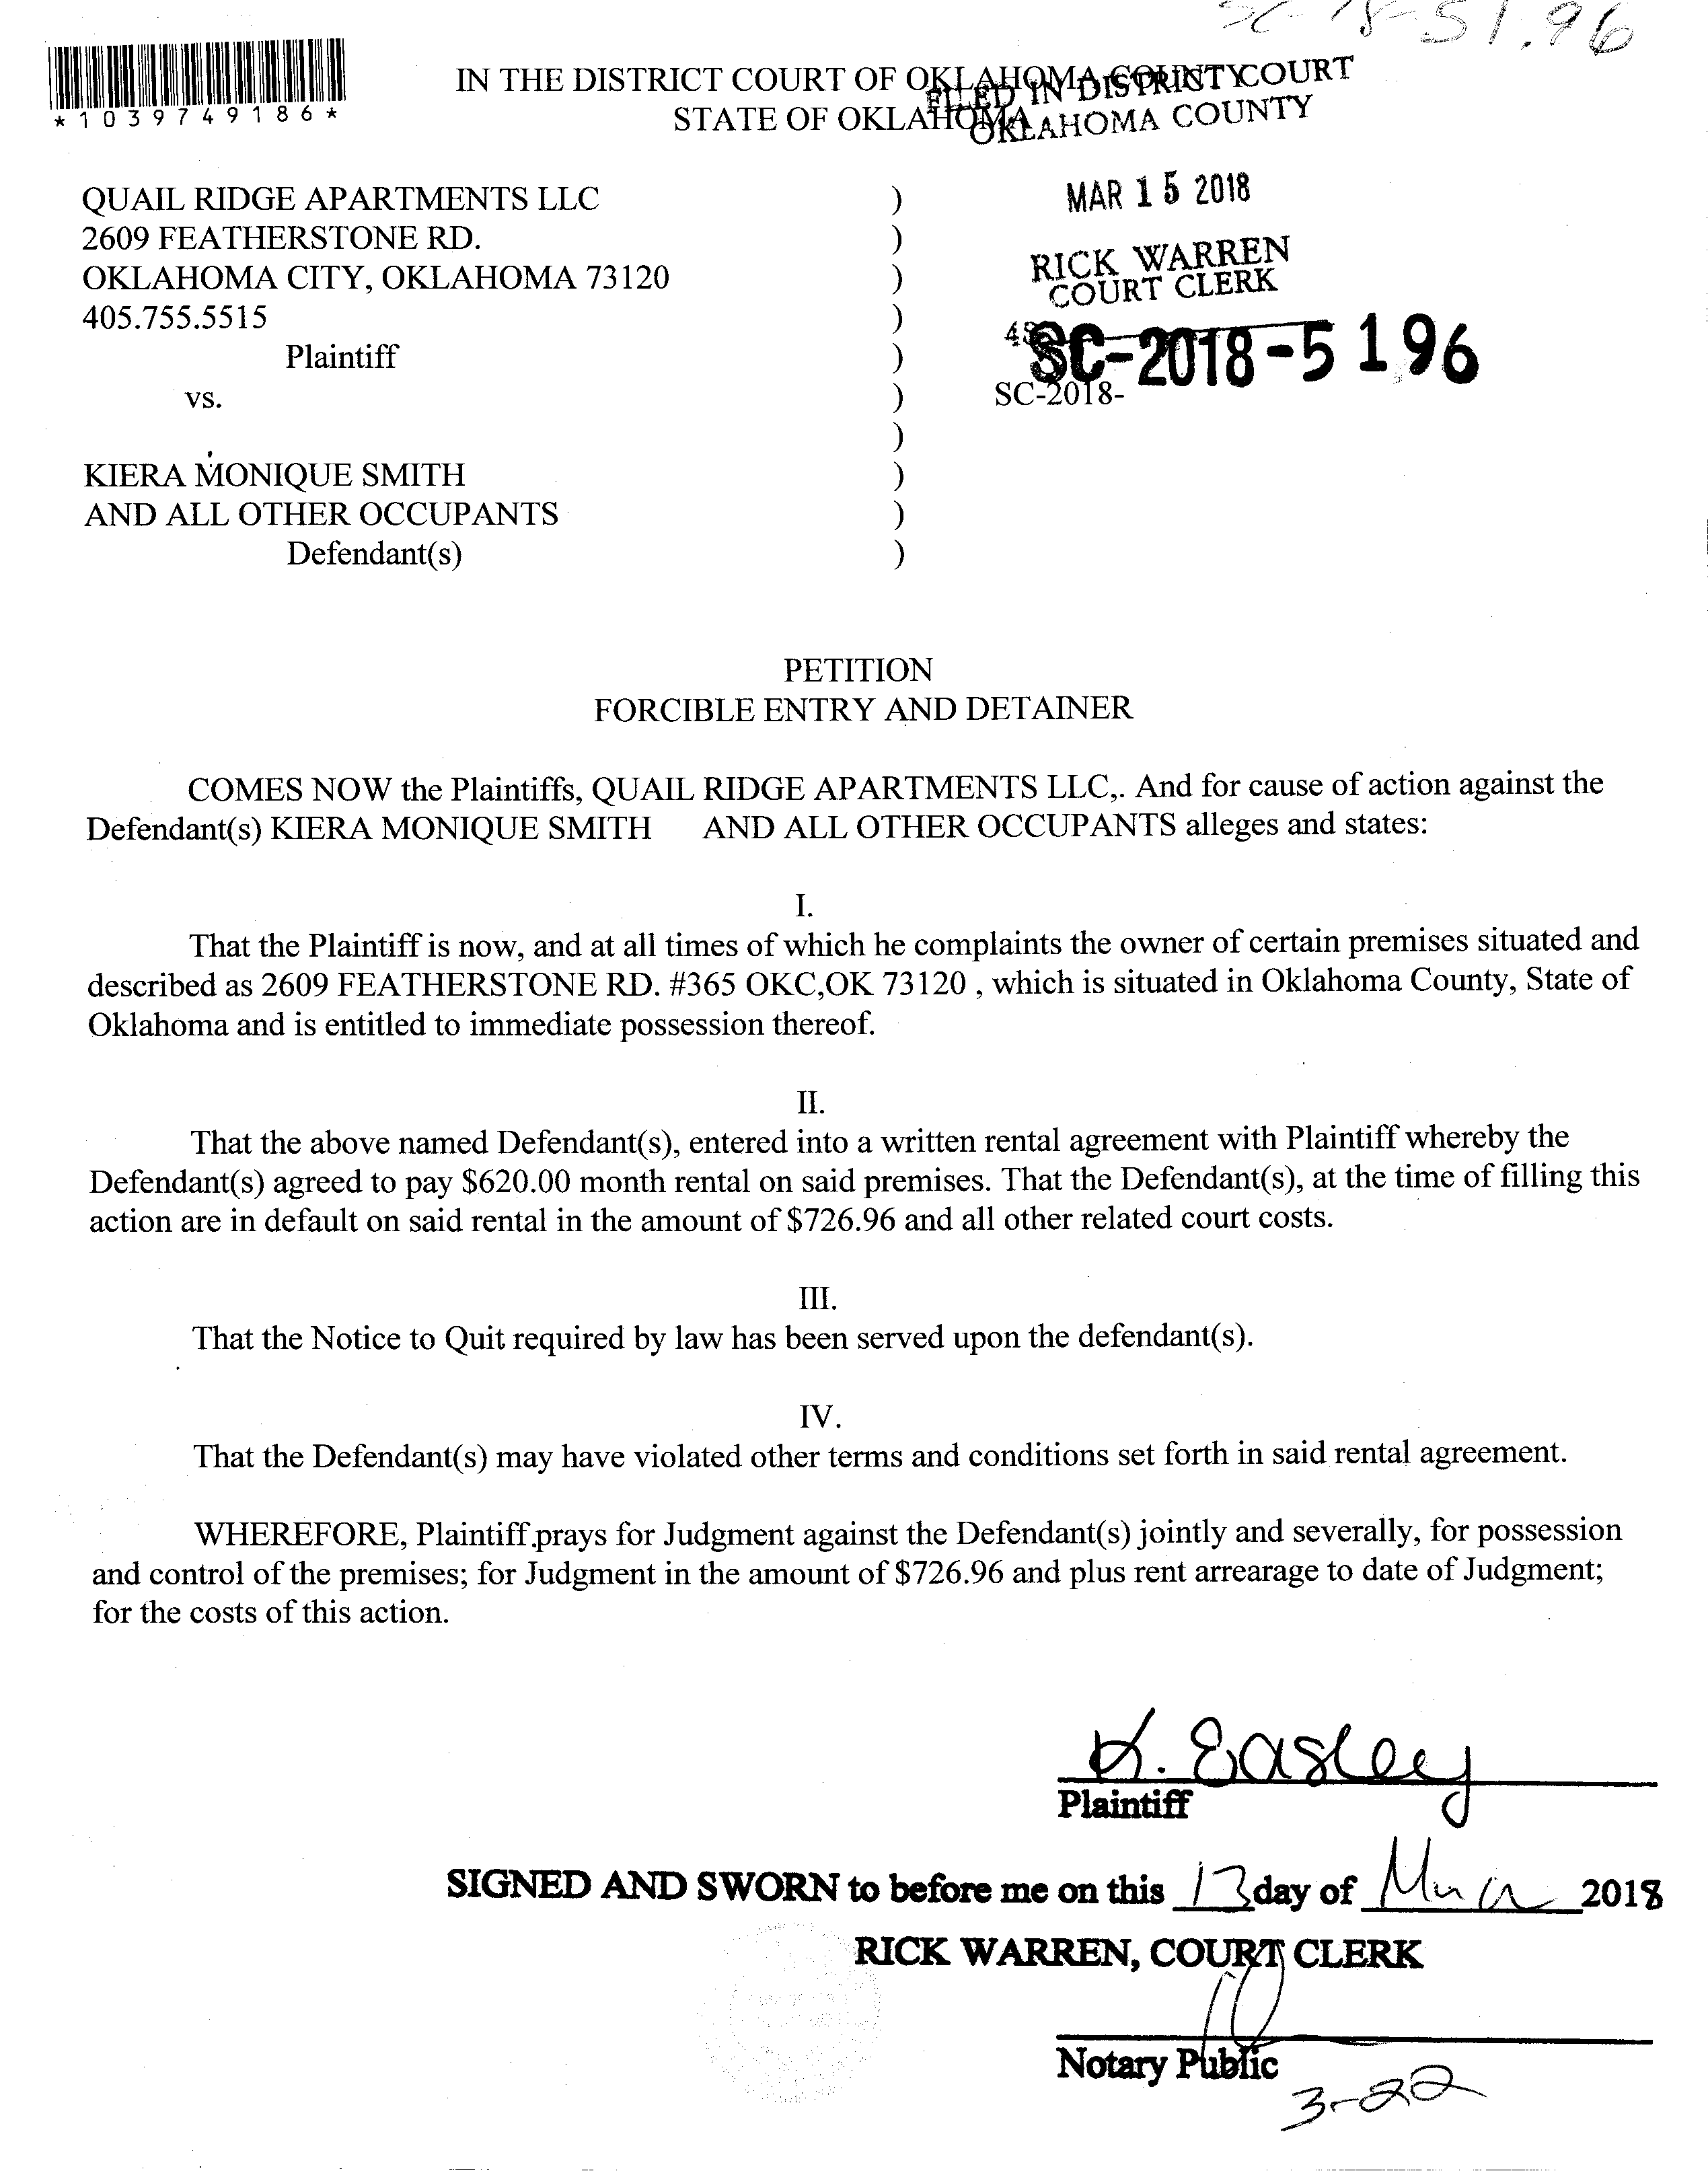 SC-18-5196
*1039749186*
IN THE DISTRICT COURT OF OKLAHOMA COUNTY
STATE OF OKLAHOMA
FILED IN DISTRICT COURT
OKLAHOMA COUNTY
MAR 15 2018
RICK WARREN
COURT CLERK
QUAIL RIDGE APARTMENTS LLC )
2609 FEATHERSTONE RD. )
OKLAHOMA CITY, OKLAHOMA 73120 )
405.755.5515 )
Plaintiff )
SC-2018-5196
vs. ) SC-2018-
)
KIERA MONIQUE SMITH )
AND ALL OTHER OCCUPANTS )
Defendant(s) )
PETITION
FORCIBLE ENTRY AND DETAINER
COMES NOW the Plaintiffs, QUAIL RIDGE APARTMENTS LLC,. And for cause of action against the
Defendant(s) KIERA MONIQUE SMITH AND ALL OTHER OCCUPANTS alleges and states:
I.
That the Plaintiff is now, and at all times of which he complaints the owner of certain premises situated and
described as 2609 FEATHERSTONE RD. #365 OKC,OK 73120 , which is situated in Oklahoma County, State of
Oklahoma and is entitled to immediate possession thereof.
II.
That the above named Defendant(s), entered into a written rental agreement with Plaintiff whereby the
Defendant(s) agreed to pay $620.00 month rental on said premises. That the Defendant(s), at the time of filling this
action are in default on said rental in the amount of $726.96 and all other related court costs.
III.
That the Notice to Quit required by law has been served upon the defendant(s).
IV.
That the Defendant(s) may have violated other terms and conditions set forth in said rental agreement.
WHEREFORE, Plaintiff prays for Judgment against the Defendant(s) jointly and severally, for possession
and control of the premises; for Judgment in the amount of $726.96 and plus rent arrearage to date of Judgment;
for the costs of this action.
K. Easley
Plaintiff
SIGNED AND SWORN to before me on this 13 day of March 2018
RICK WARREN, COURT CLERK
Notary Public
3-22